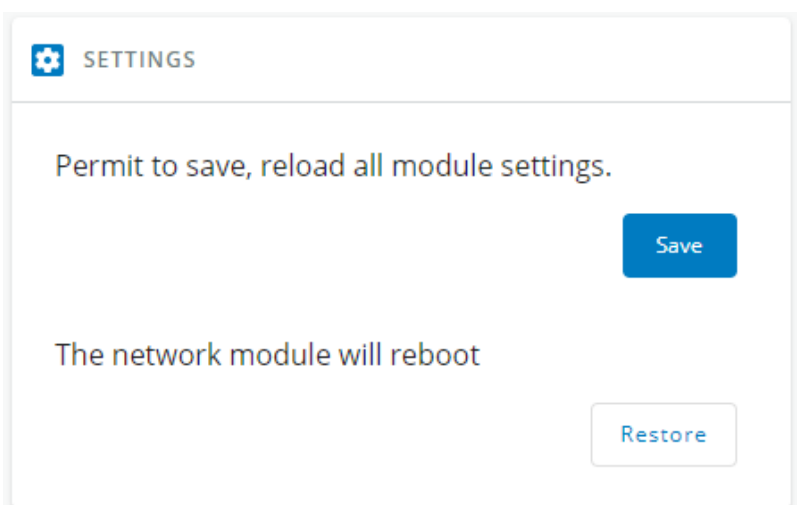 SETTINGS
Permit to save, reload all module settings.
Save
The network module will reboot
Restore